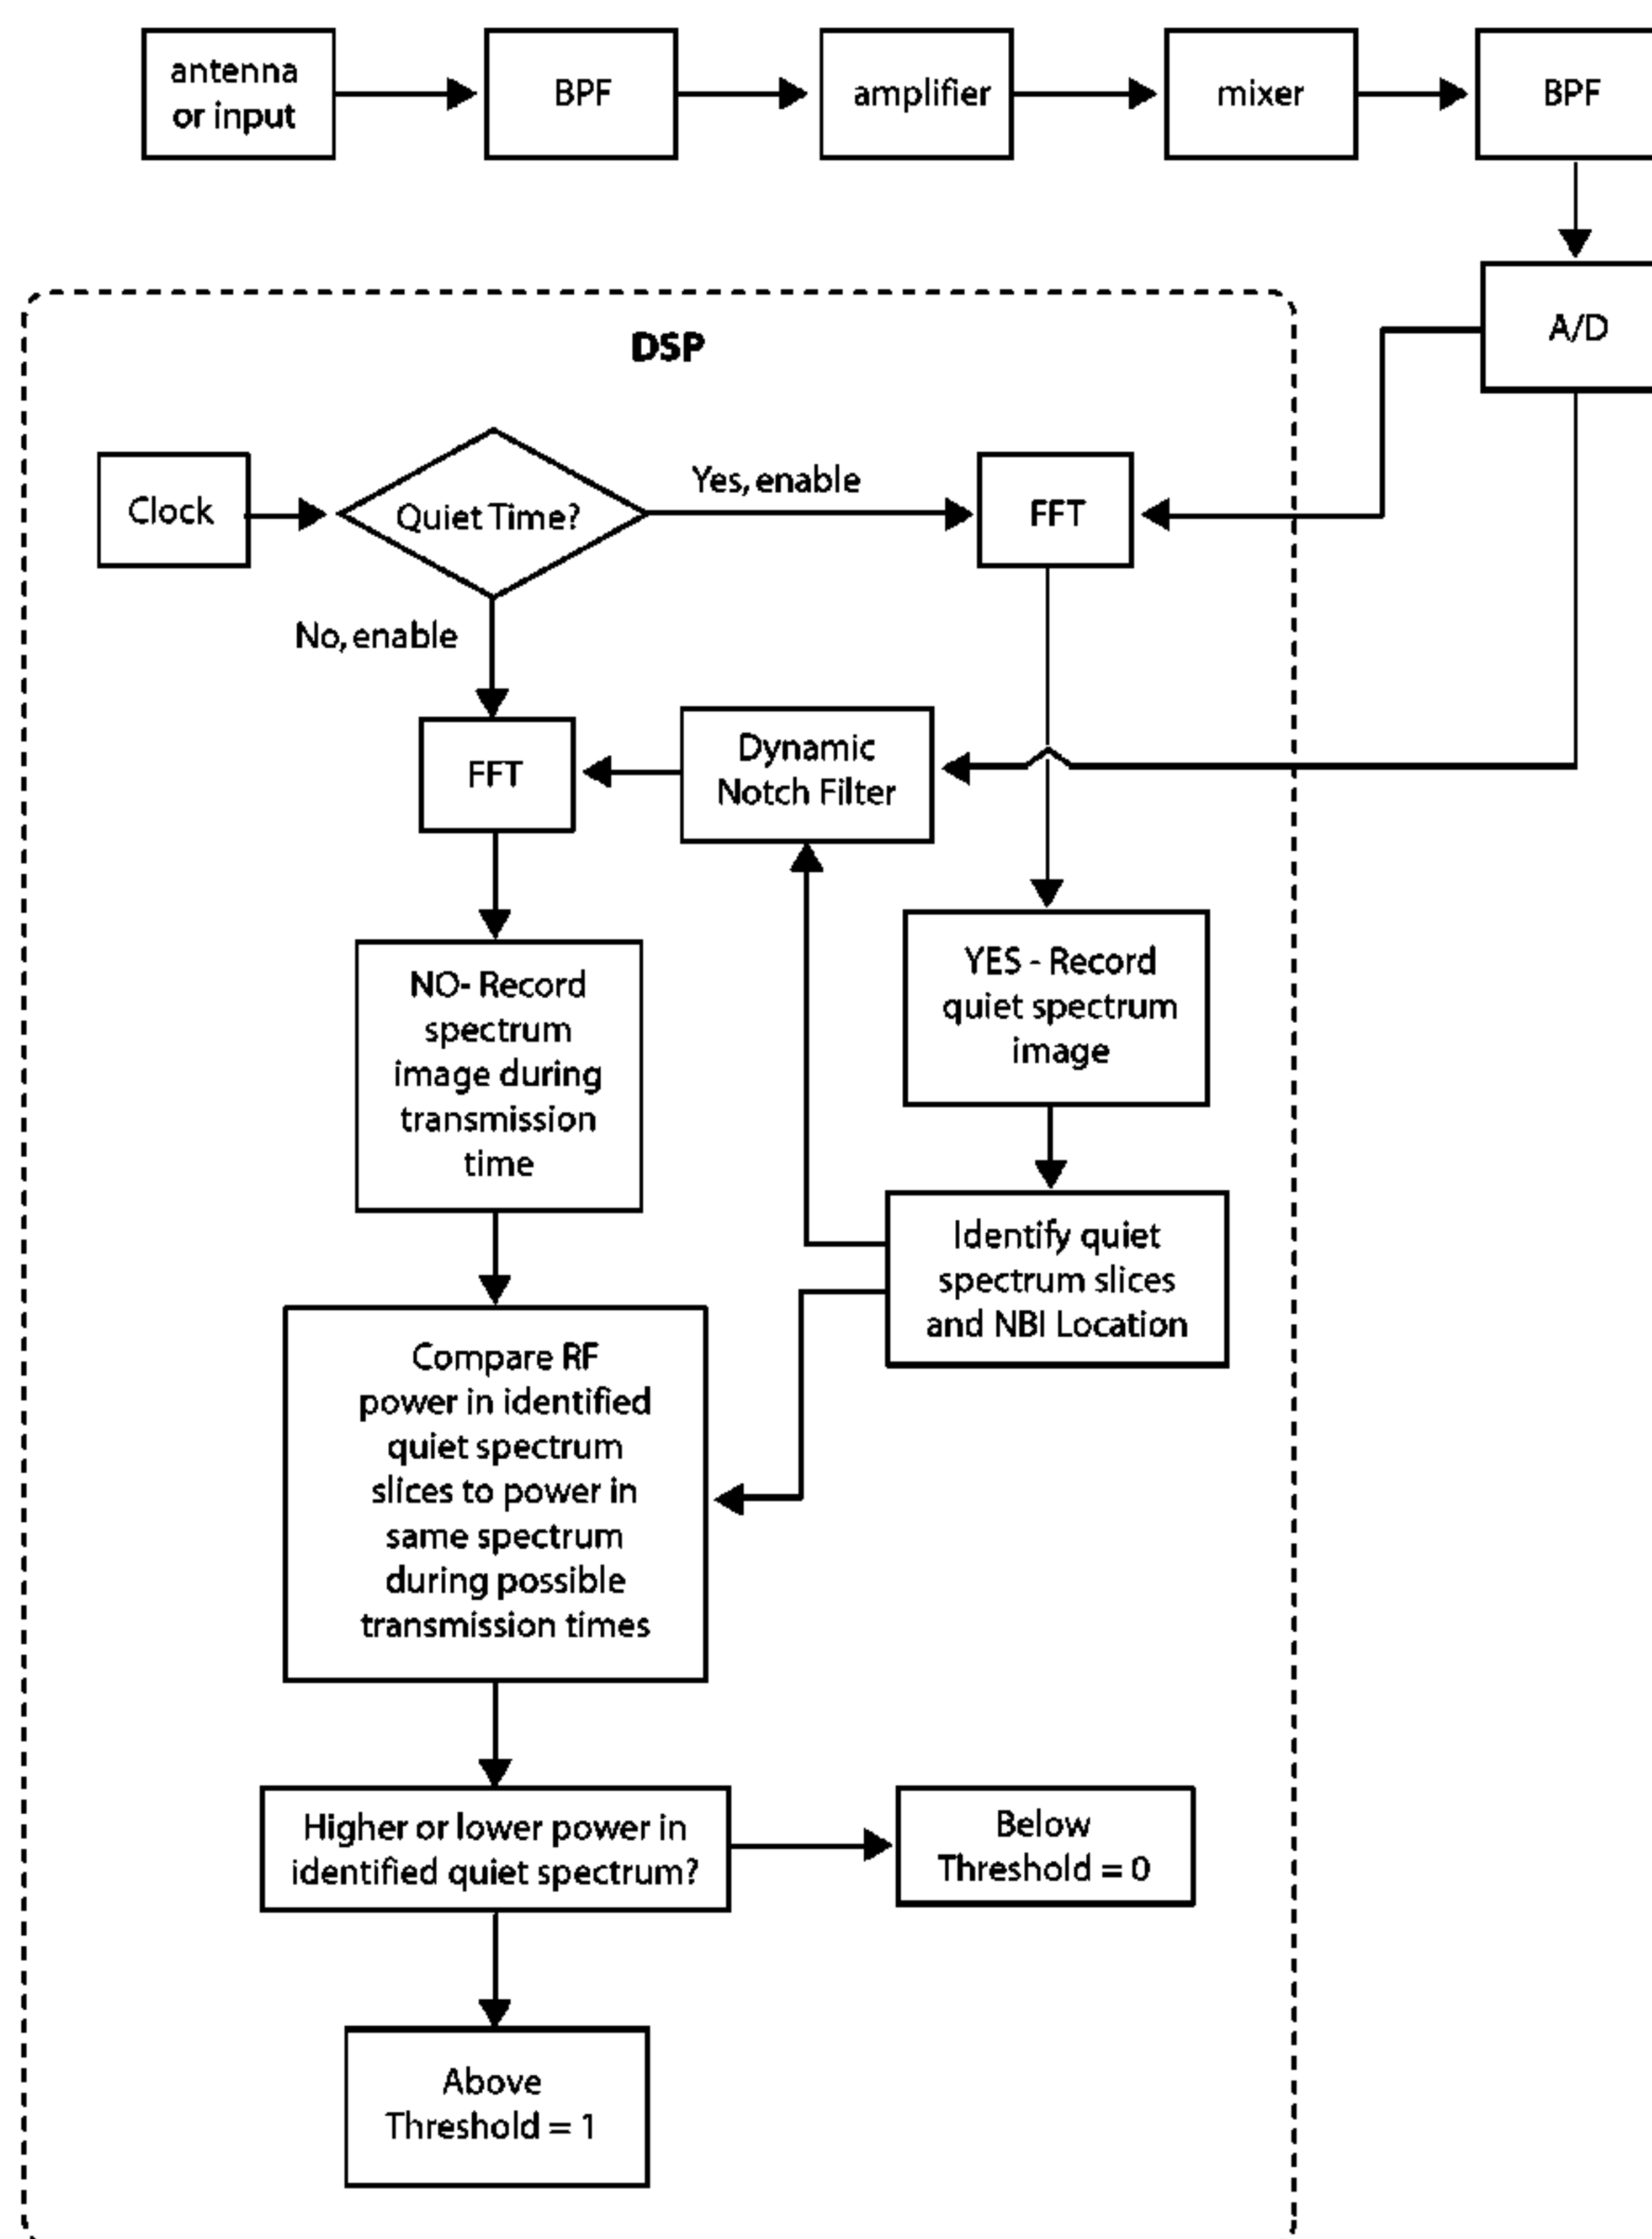 antenna
or input
BPF
amplifier
mixer
BPF
A/D
DSP
Clock
Quiet Time?
Yes, enable
FFT
No, enable
FFT
Dynamic
Notch Filter
NO- Record
spectrum
image during
transmission
time
YES - Record
quiet spectrum
image
Identify quiet
spectrum slices
and NBI Location
Compare RF
power in identified
quiet spectrum
slices to power in
same spectrum
during possible
transmission times
Higher or lower power in
identified quiet spectrum?
Below
Threshold = 0
Above
Threshold = 1